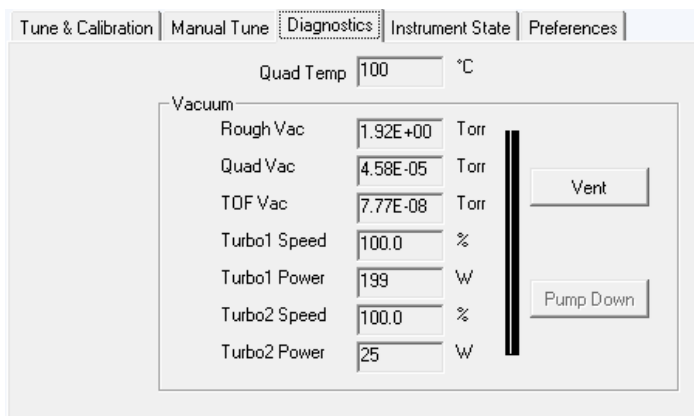 Tune & Calibration Manual Tune Diagnostics Instrument State Preferences
Quad Temp 100 °C
Vacuum
Rough Vac 1.92E+00 Torr
Quad Vac 4.58E-05 Torr
Vent
TOF Vac 7.77E-08 Torr
Turbo1 Speed 100.0 %
Turbo1 Power 199 W
Pump Down
Turbo2 Speed 100.0 %
Turbo2 Power 25 W